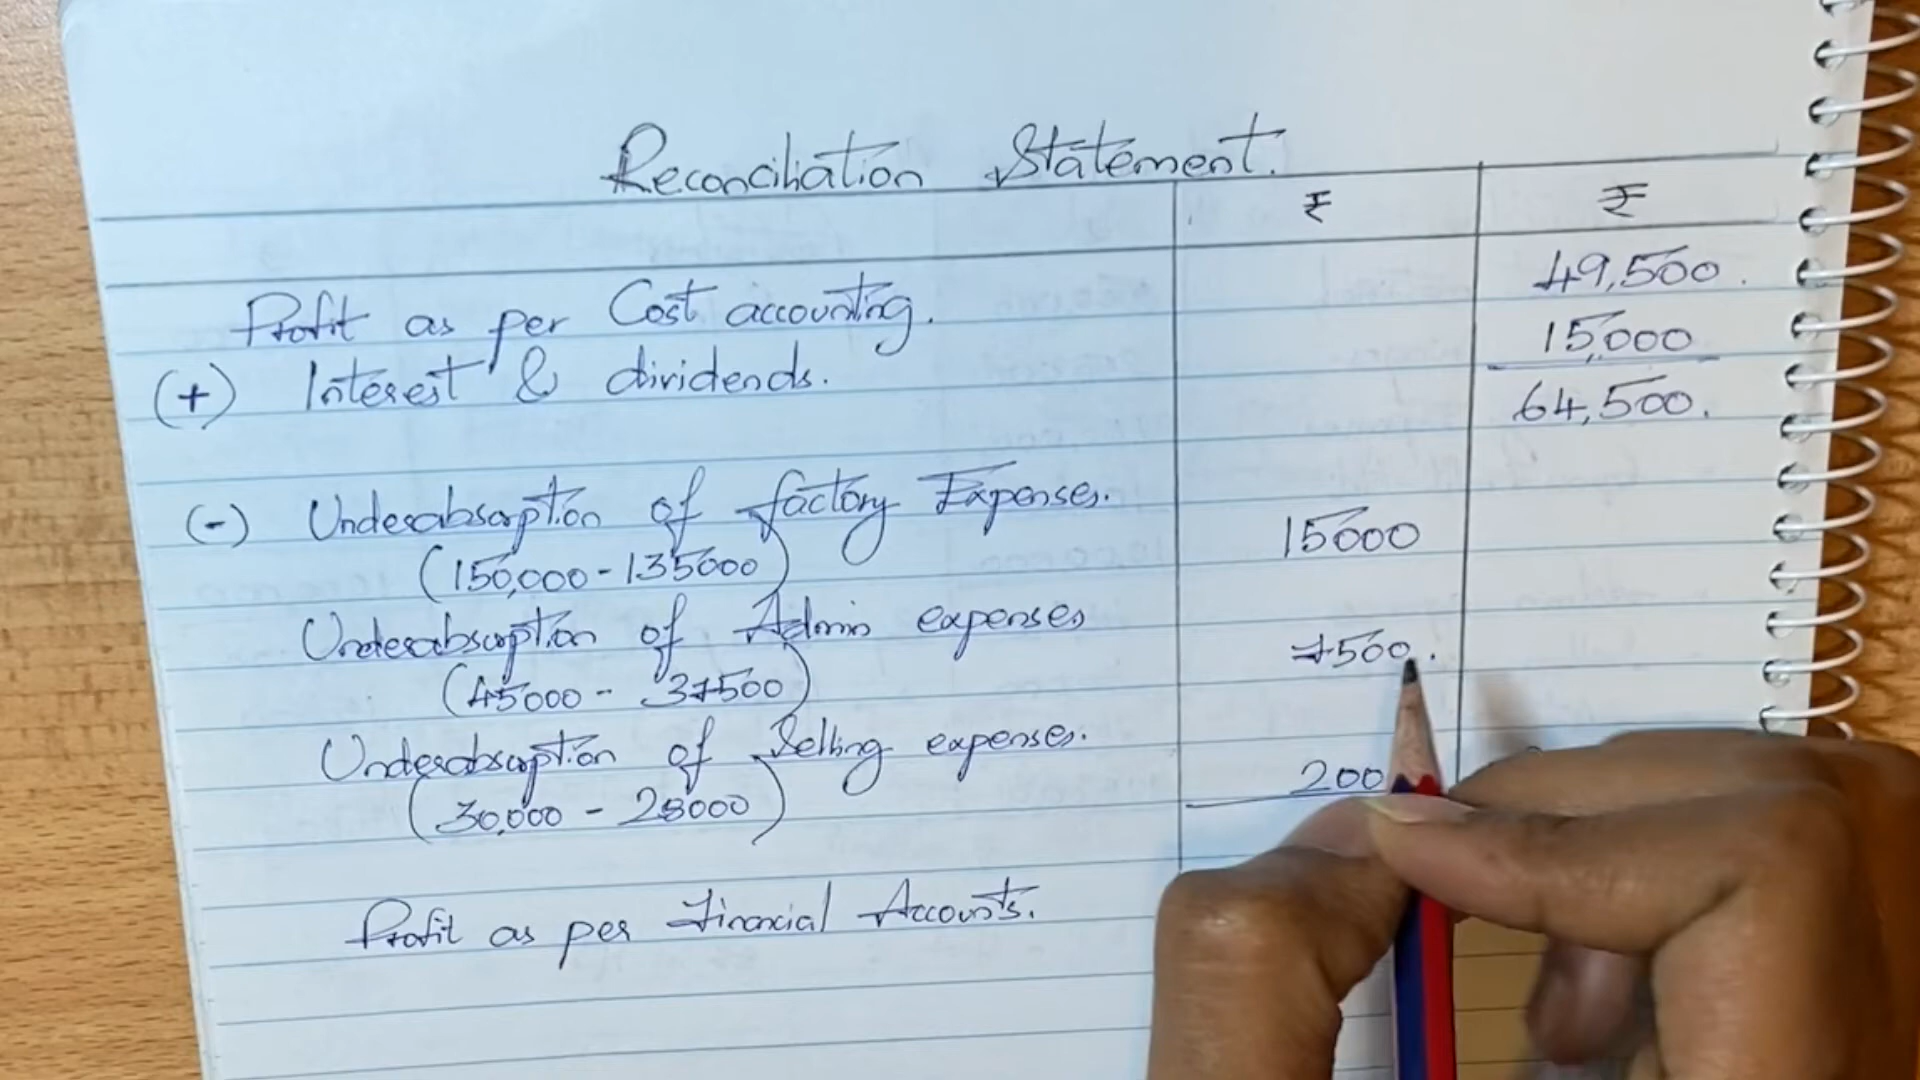 Reconciliation Statement.
₹ ₹
Profit as per Cost accounting. 49,500.
(+) Interest & dividends. 15,000
64,500.
(-) Underabsorption of factory Expenses.
(150,000 - 135000) 15000
Underabsorption of Admin expenses
(45000 - 37500) 7500.
Underabsorption of Selling expenses.
(30,000 - 28000) 200
Profit as per Financial Accounts.